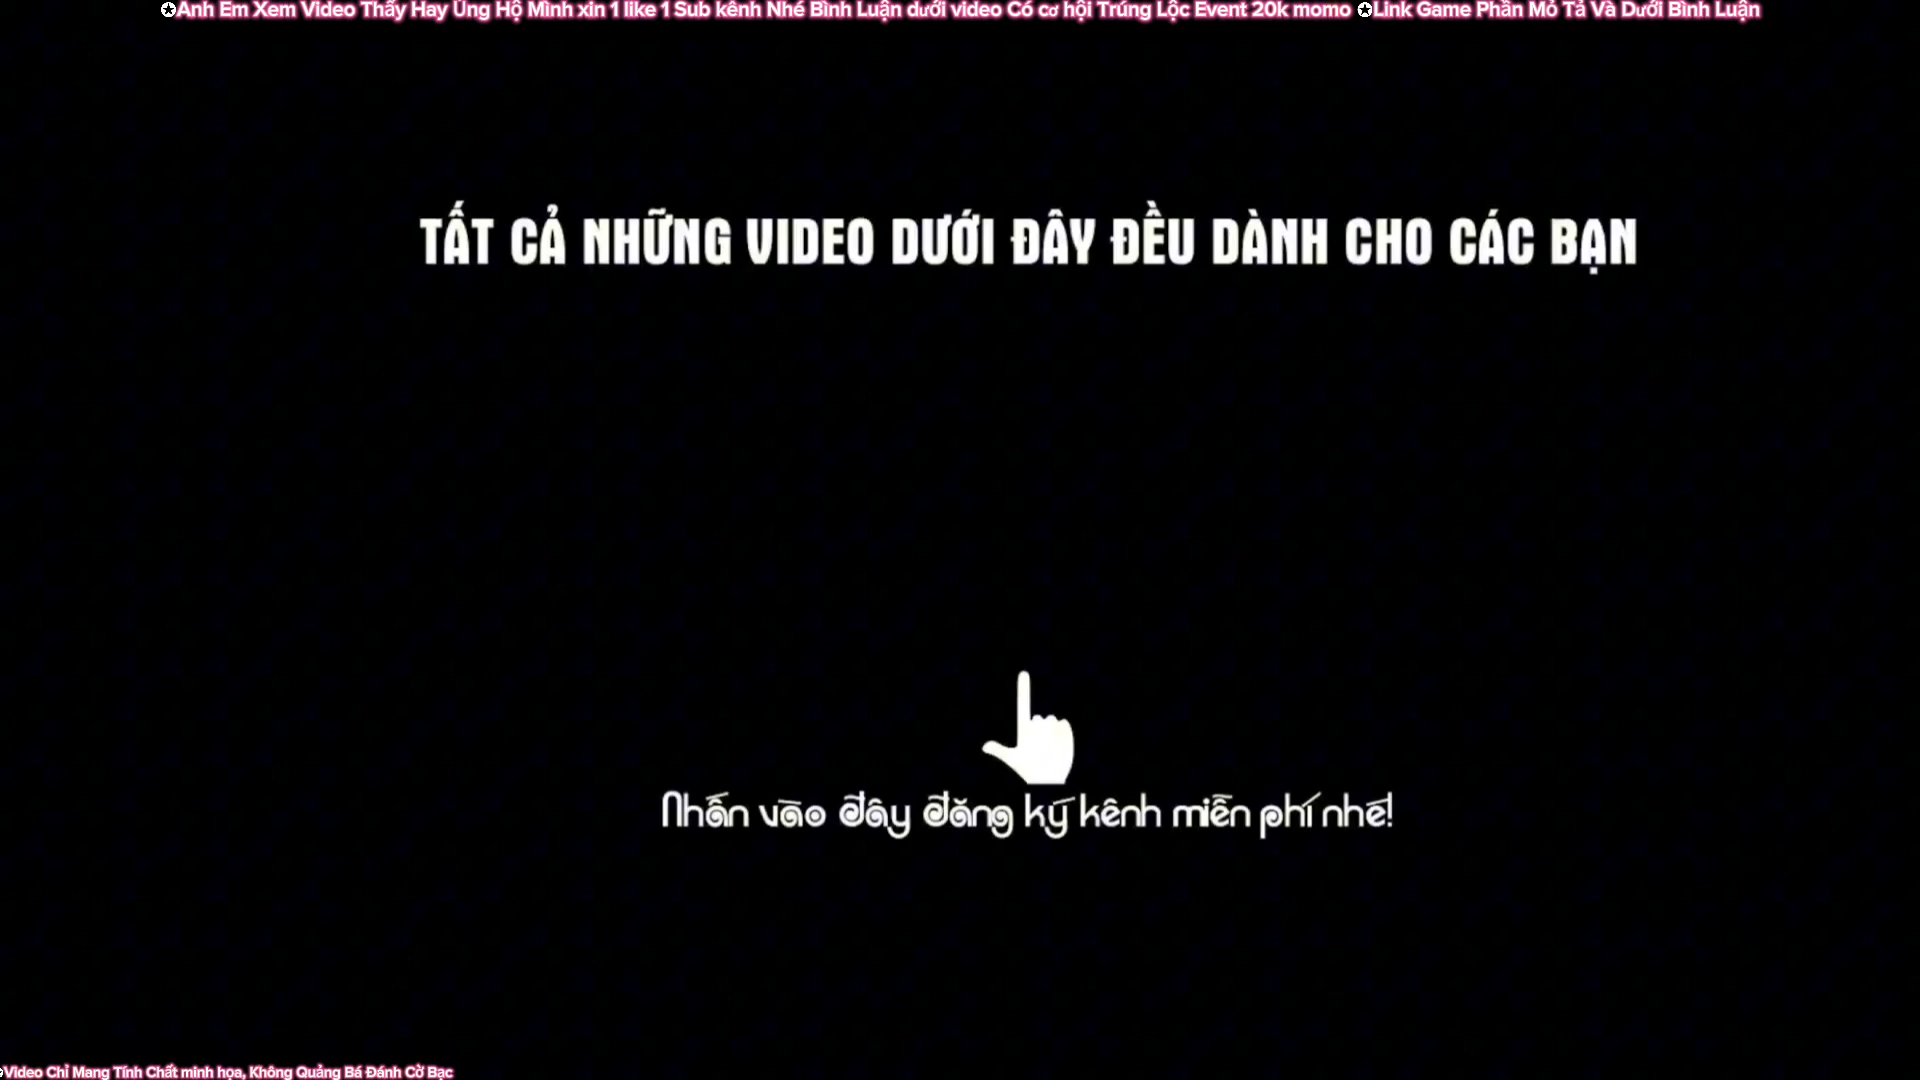 ✪Anh Em Xem Video Thấy Hay Ủng Hộ Mình xin 1 like 1 Sub kênh Nhé Bình Luận dưới video Có cơ hội Trúng Lộc Event 20k momo ✪Link Game Phần Mô Tả Và Dưới Bình Luận
TẤT CẢ NHỮNG VIDEO DƯỚI ĐÂY ĐỀU DÀNH CHO CÁC BẠN
Nhấn vào đây đăng ký kênh miễn phí nhé!
Video Chỉ Mang Tính Chất minh họa, Không Quảng Bá Đánh Cờ Bạc